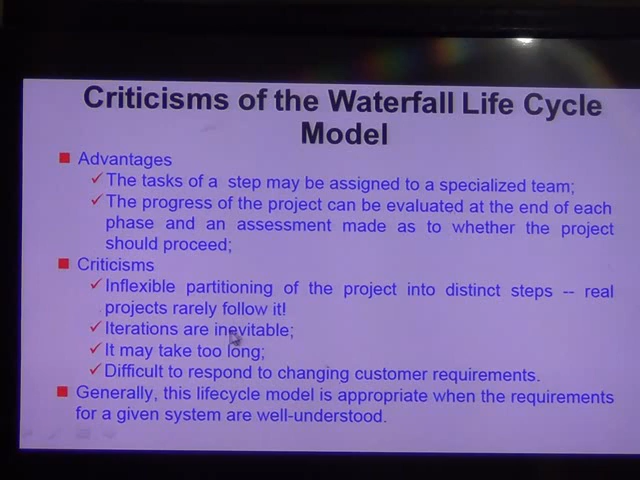 Criticisms of the Waterfall Life Cycle
Model
Advantages
The tasks of a step may be assigned to a specialized team;
The progress of the project can be evaluated at the end of each
phase and an assessment made as to whether the project
should proceed;
Criticisms
Inflexible partitioning of the project into distinct steps -- real
projects rarely follow it!
Iterations are inevitable;
It may take too long;
Difficult to respond to changing customer requirements.
Generally, this lifecycle model is appropriate when the requirements
for a given system are well-understood.